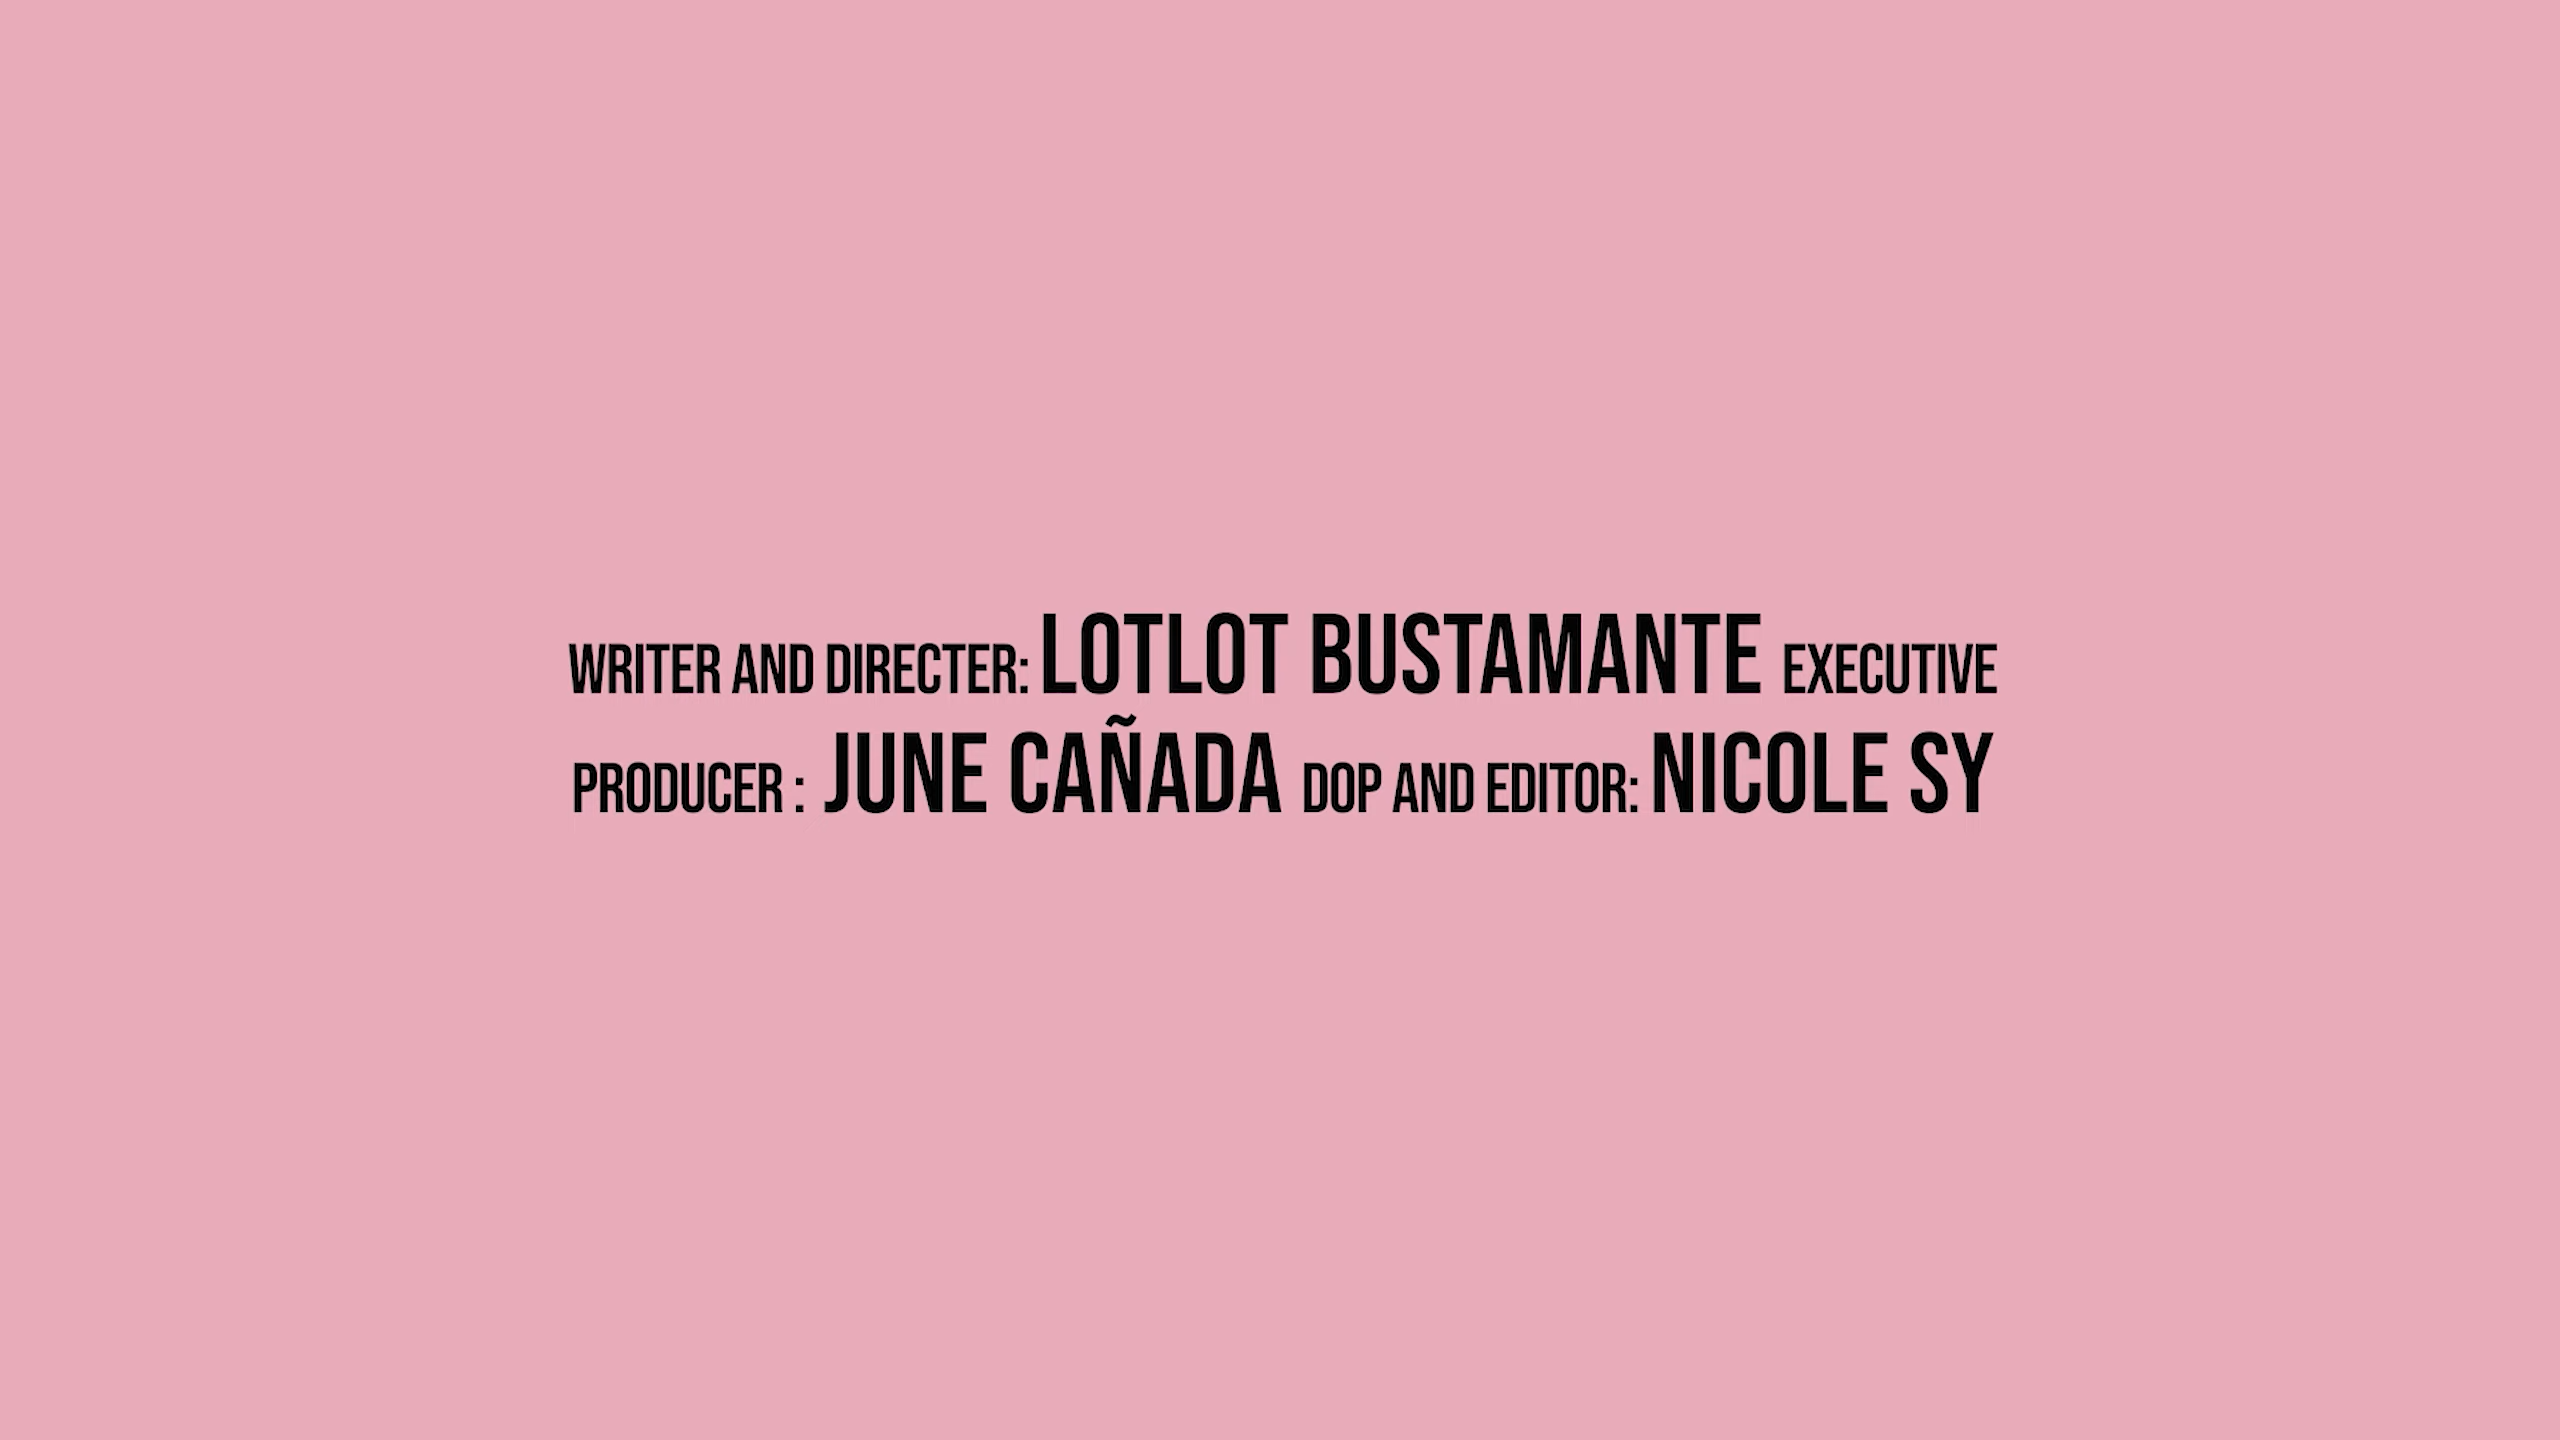 WRITER AND DIRECTER: LOTLOT BUSTAMANTE EXECUTIVE
PRODUCER : JUNE CAÑADA DOP AND EDITOR: NICOLE SY